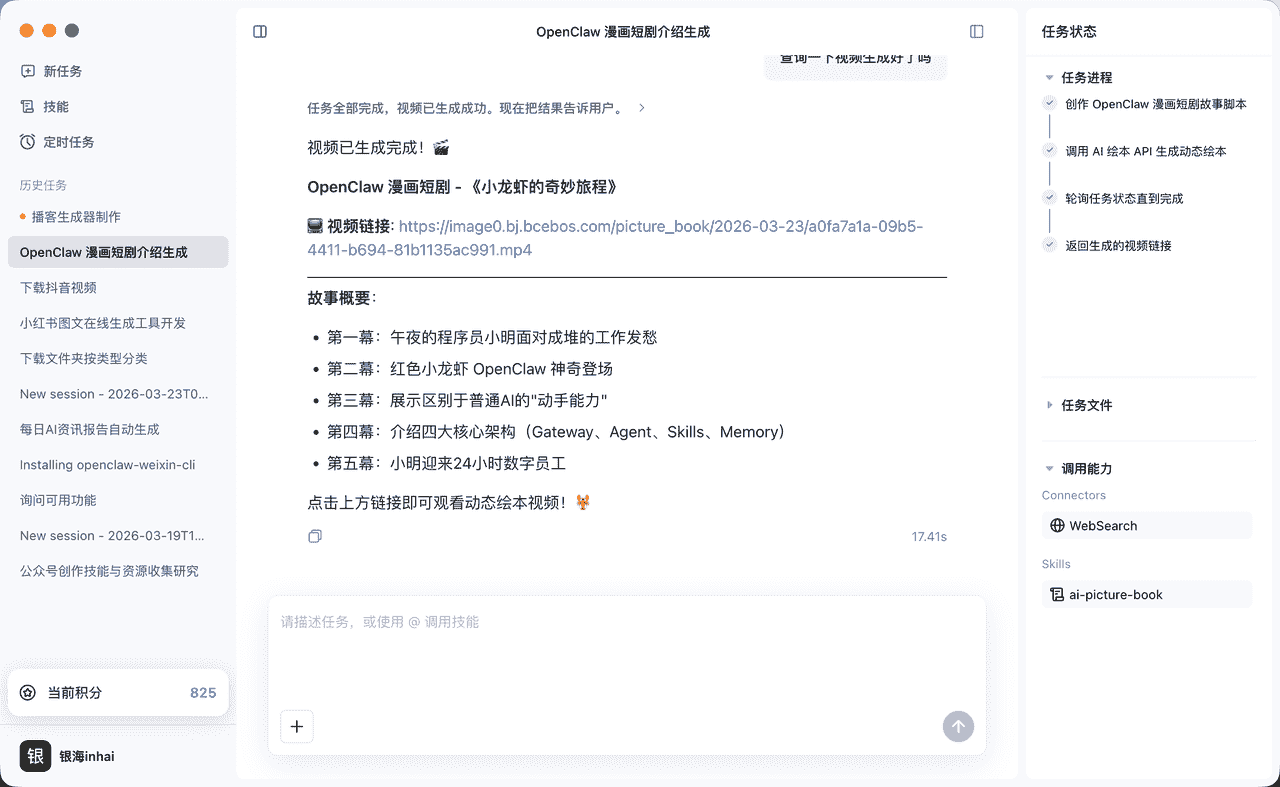 新任务
技能
定时任务
历史任务
播客生成器制作
OpenClaw 漫画短剧介绍生成
下载抖音视频
小红书图文在线生成工具开发
下载文件夹按类型分类
New session - 2026-03-23T0...
每日AI资讯报告自动生成
Installing openclaw-weixin-cli
询问可用功能
New session - 2026-03-19T1...
公众号创作技能与资源收集研究
当前积分 825
银 银海inhai
OpenClaw 漫画短剧介绍生成
查询一下视频生成好了吗
任务全部完成，视频已生成成功。现在把结果告诉用户。
视频已生成完成！🎬
OpenClaw 漫画短剧 - 《小龙虾的奇妙旅程》
视频链接: https://image0.bj.bcebos.com/picture_book/2026-03-23/a0fa7a1a-09b5-
4411-b694-81b1135ac991.mp4
故事概要：
• 第一幕：午夜的程序员小明面对成堆的工作发愁
• 第二幕：红色小龙虾 OpenClaw 神奇登场
• 第三幕：展示区别于普通AI的"动手能力"
• 第四幕：介绍四大核心架构（Gateway、Agent、Skills、Memory）
• 第五幕：小明迎来24小时数字员工
点击上方链接即可观看动态绘本视频！🦞
17.41s
请描述任务，或使用 @ 调用技能
任务状态
任务进程
创作 OpenClaw 漫画短剧故事脚本
调用 AI 绘本 API 生成动态绘本
轮询任务状态直到完成
返回生成的视频链接
任务文件
调用能力
Connectors
WebSearch
Skills
ai-picture-book